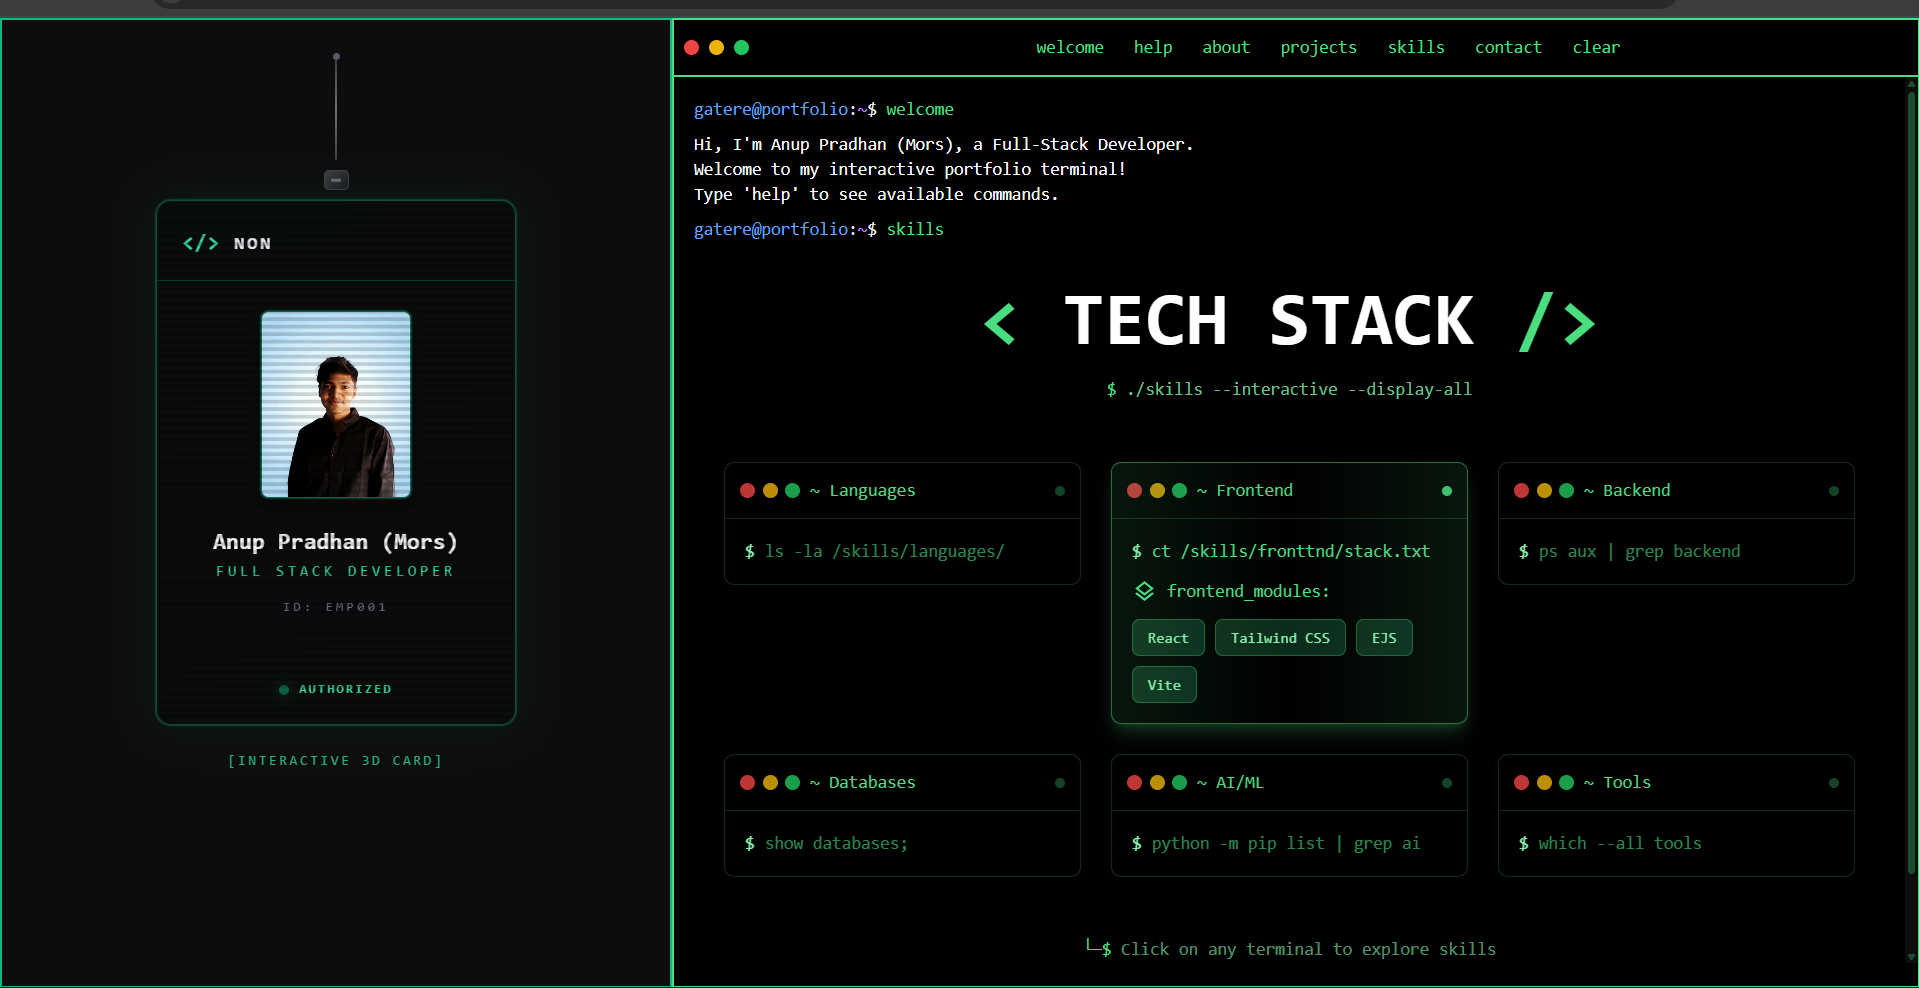 welcome help about projects skills contact clear
</> NON
Anup Pradhan (Mors)
FULL STACK DEVELOPER
ID: EMP001
AUTHORIZED
[INTERACTIVE 3D CARD]
gatere@portfolio:~$ welcome
Hi, I'm Anup Pradhan (Mors), a Full-Stack Developer.
Welcome to my interactive portfolio terminal!
Type 'help' to see available commands.
gatere@portfolio:~$ skills
< TECH STACK />
$ ./skills --interactive --display-all
~ Languages
$ ls -la /skills/languages/
~ Frontend
$ ct /skills/fronttnd/stack.txt
frontend_modules:
React Tailwind CSS EJS
Vite
~ Backend
$ ps aux | grep backend
~ Databases
$ show databases;
~ AI/ML
$ python -m pip list | grep ai
~ Tools
$ which --all tools
└─$ Click on any terminal to explore skills